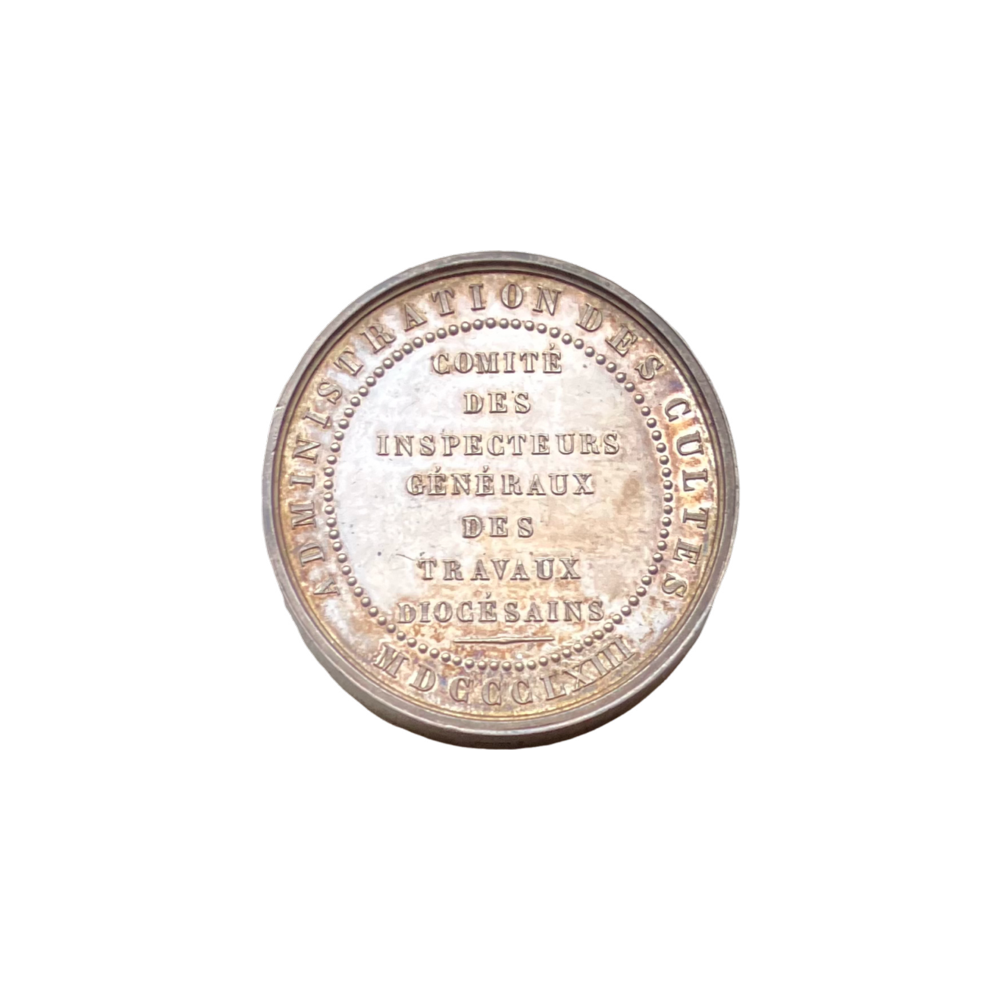 ADMINISTRATION DES CULTES
COMITÉ
DES
INSPECTEURS
GÉNÉRAUX
DES
TRAVAUX
DIOCÉSAINS.
MDCCCLXIII